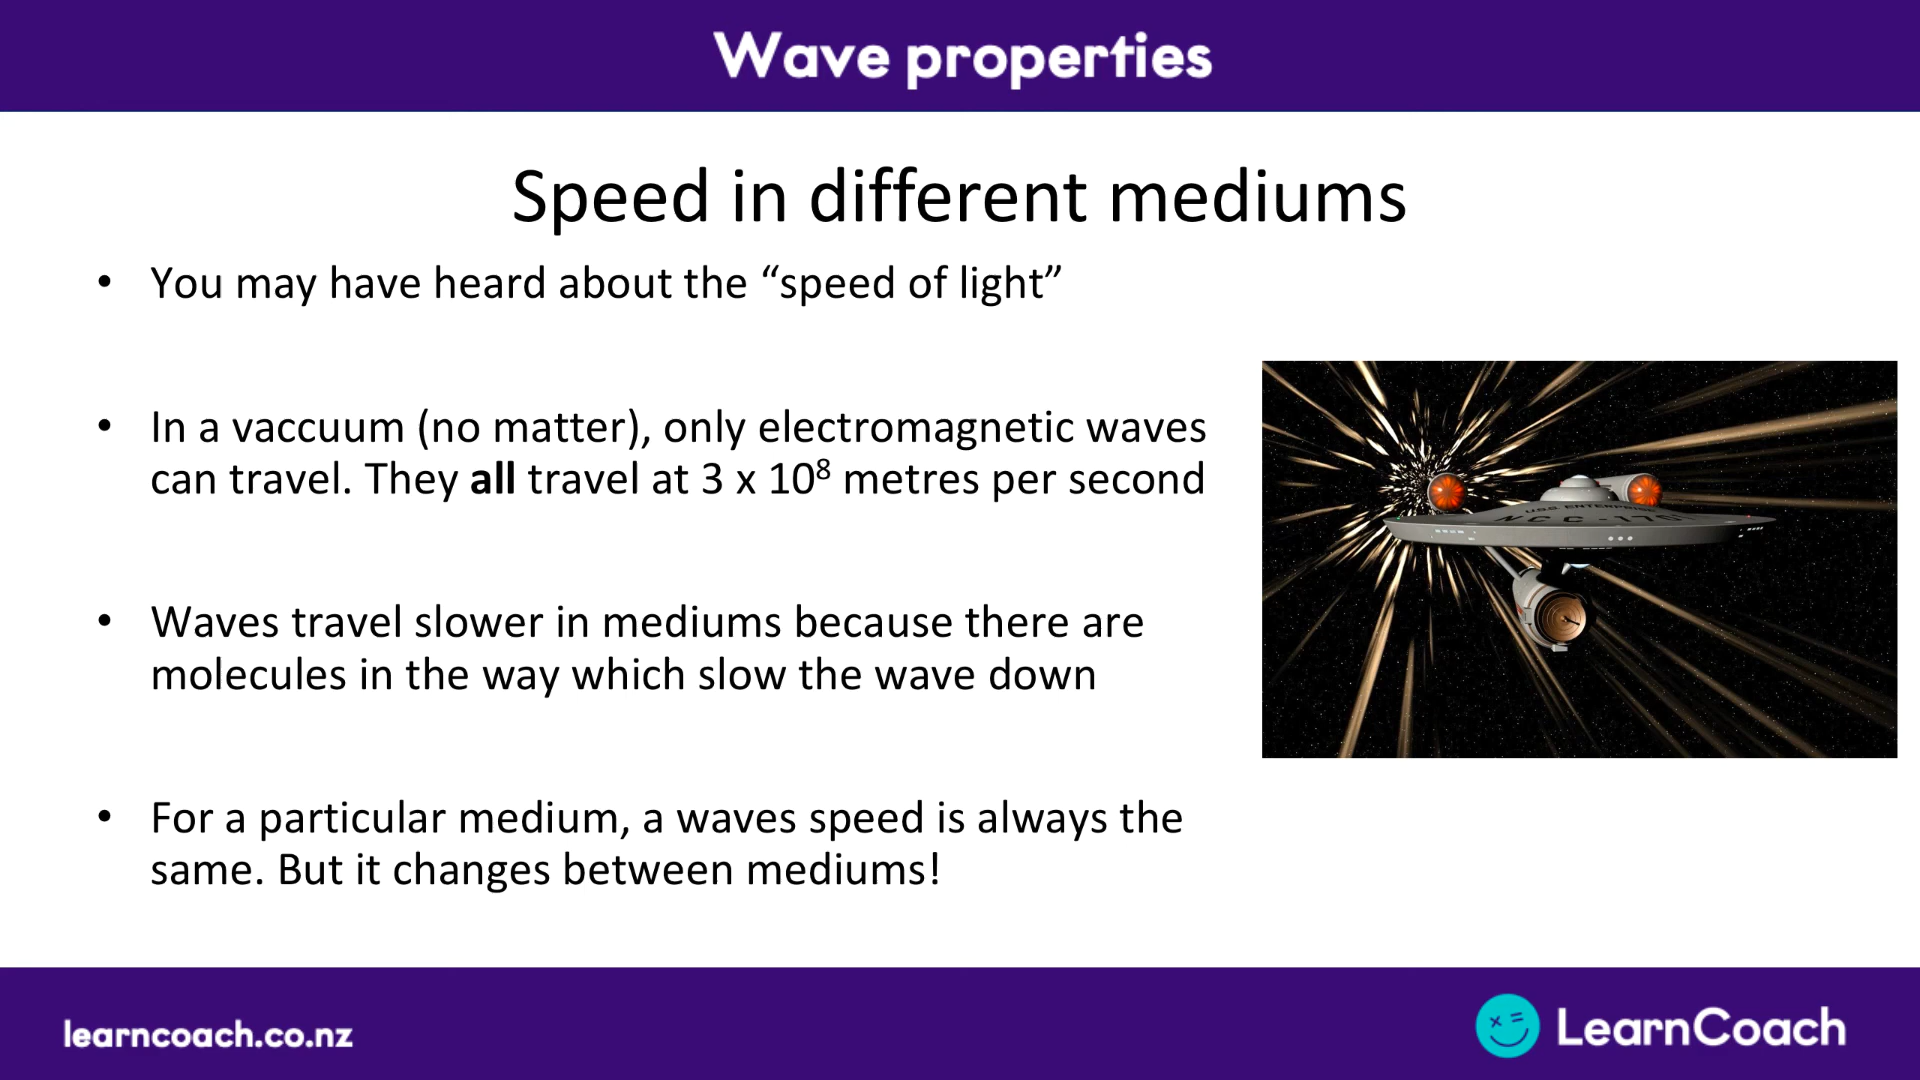 Wave properties
Speed in different mediums
• You may have heard about the “speed of light”
• In a vaccuum (no matter), only electromagnetic waves
can travel. They all travel at 3 x 10⁸ metres per second
U.S.S. ENTERPRISE
NCC-1701
• Waves travel slower in mediums because there are
molecules in the way which slow the wave down
• For a particular medium, a waves speed is always the
same. But it changes between mediums!
learncoach.co.nz
LearnCoach